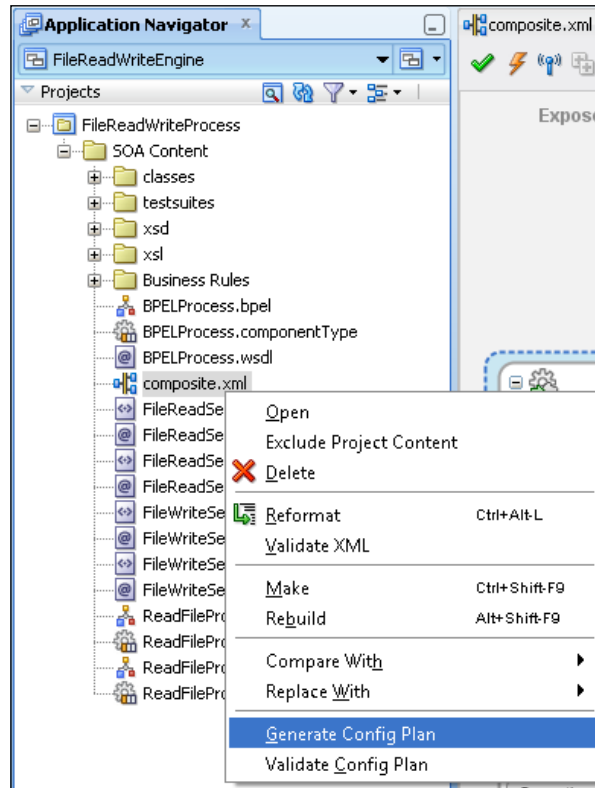 Application Navigator
composite.xml
FileReadWriteEngine
Projects
Expose
FileReadWriteProcess
SOA Content
classes
testsuites
xsd
xsl
Business Rules
BPELProcess.bpel
BPELProcess.componentType
BPELProcess.wsdl
composite.xml
FileReadSe
FileReadSe
FileReadSe
FileReadSe
FileWriteSe
FileWriteSe
FileWriteSe
FileWriteSe
ReadFilePro
ReadFilePro
ReadFilePro
ReadFilePro
Open
Exclude Project Content
Delete
Reformat Ctrl+Alt-L
Validate XML
Make Ctrl+Shift-F9
Rebuild Alt+Shift-F9
Compare With
Replace With
Generate Config Plan
Validate Config Plan